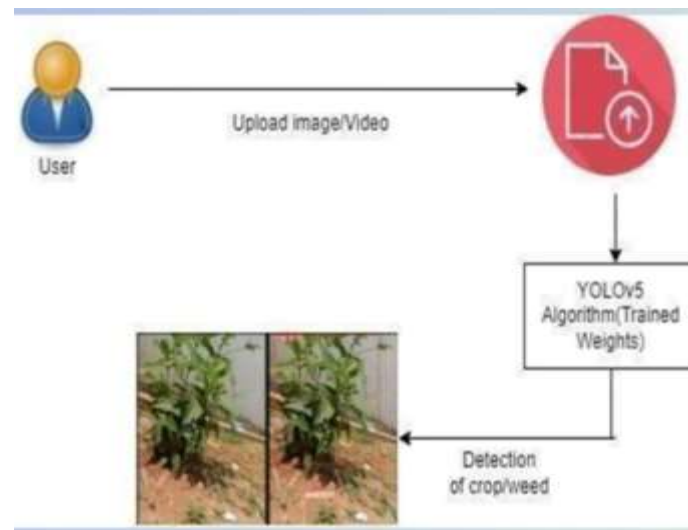 Upload image/Video
User
YOLOv5
Algorithm(Trained
Weights)
Detection
of crop/weed